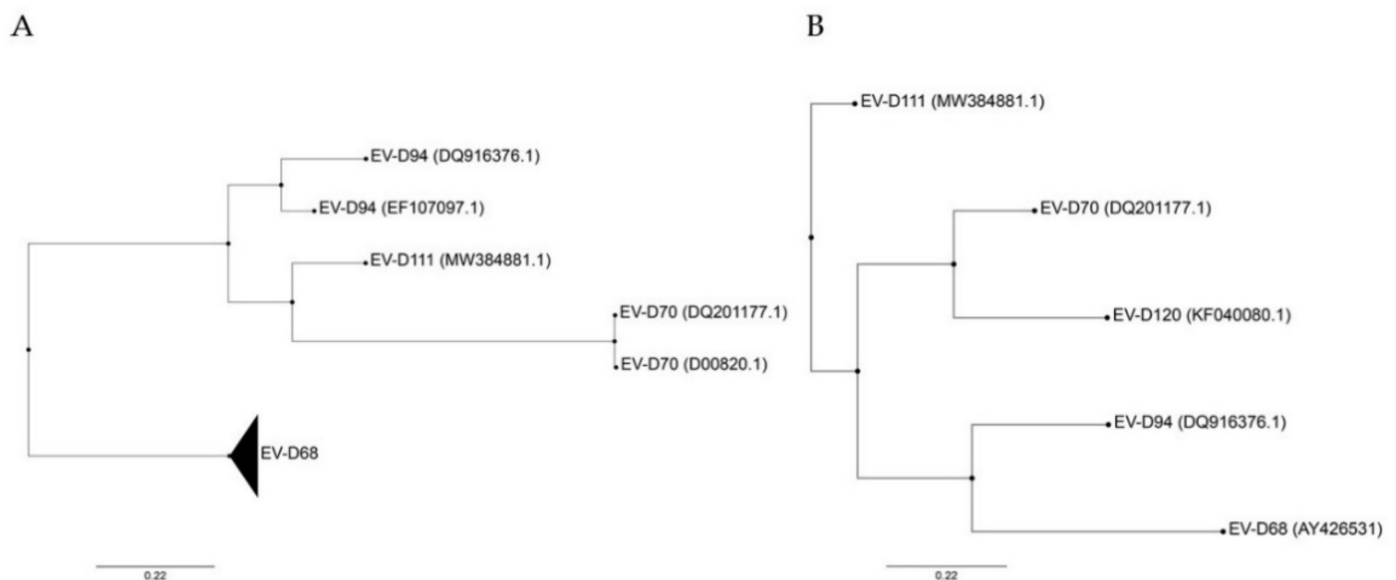 A
B
EV-D94 (DQ916376.1)
EV-D94 (EF107097.1)
EV-D111 (MW384881.1)
EV-D70 (DQ201177.1)
EV-D70 (D00820.1)
EV-D68
0.22
EV-D111 (MW384881.1)
EV-D70 (DQ201177.1)
EV-D120 (KF040080.1)
EV-D94 (DQ916376.1)
EV-D68 (AY426531)
0.22